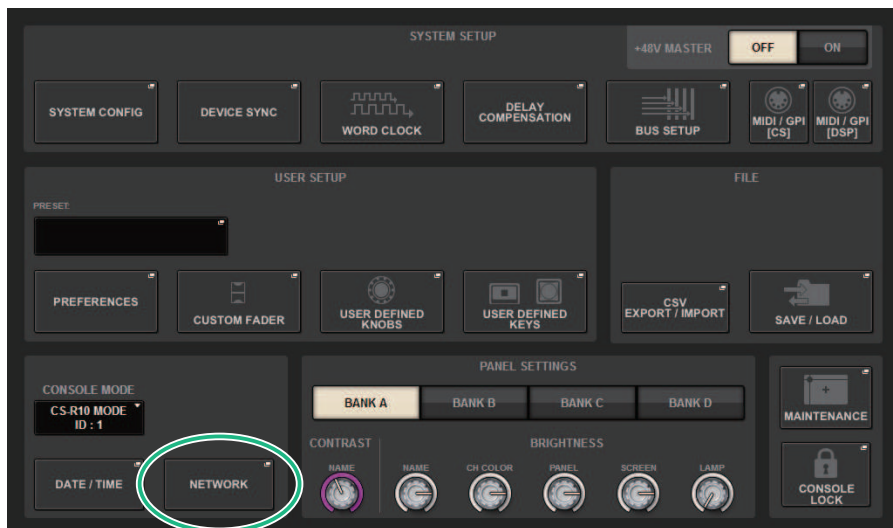 SYSTEM SETUP
+48V MASTER
OFF
ON
SYSTEM CONFIG
DEVICE SYNC
WORD CLOCK
DELAY
COMPENSATION
BUS SETUP
MIDI / GPI
[CS]
MIDI / GPI
[DSP]
USER SETUP
PRESET
PREFERENCES
CUSTOM FADER
USER DEFINED
KNOBS
USER DEFINED
KEYS
FILE
CSV
EXPORT / IMPORT
SAVE / LOAD
CONSOLE MODE
CS-R10 MODE
ID : 1
DATE / TIME
NETWORK
PANEL SETTINGS
BANK A
BANK B
BANK C
BANK D
CONTRAST
BRIGHTNESS
NAME
NAME
CH COLOR
PANEL
SCREEN
LAMP
MAINTENANCE
CONSOLE
LOCK